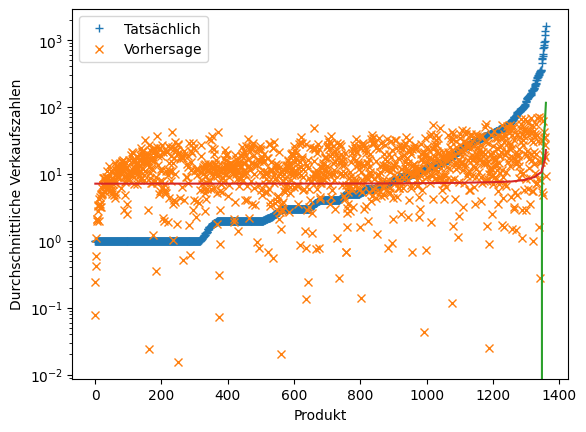 Tatsächlich
Vorhersage
10³
10²
10¹
10⁰
10⁻¹
10⁻²
Durchschnittliche Verkaufszahlen
0 200 400 600 800 1000 1200 1400
Produkt